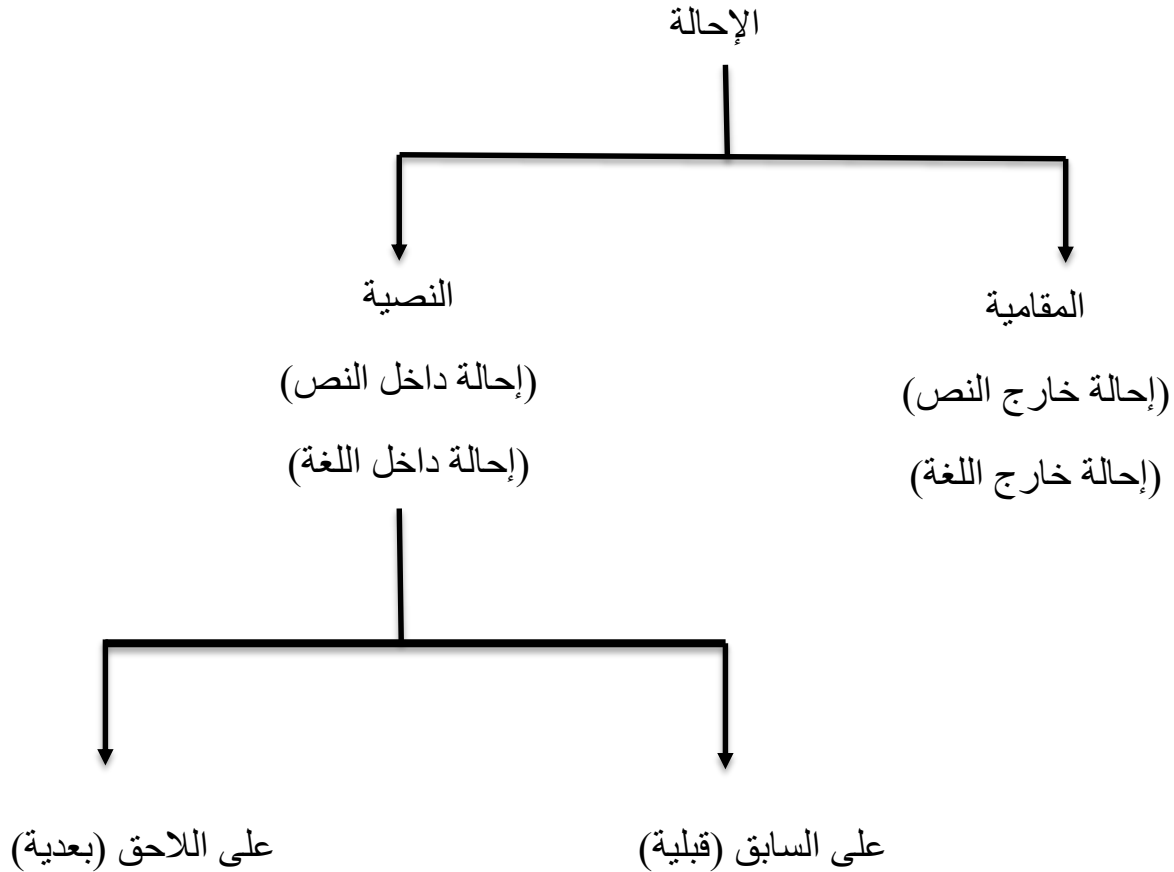 الإحالة
المقامية
(إحالة خارج النص)
(إحالة خارج اللغة)
النصية
(إحالة داخل النص)
(إحالة داخل اللغة)
على السابق (قبلية)
على اللاحق (بعدية)